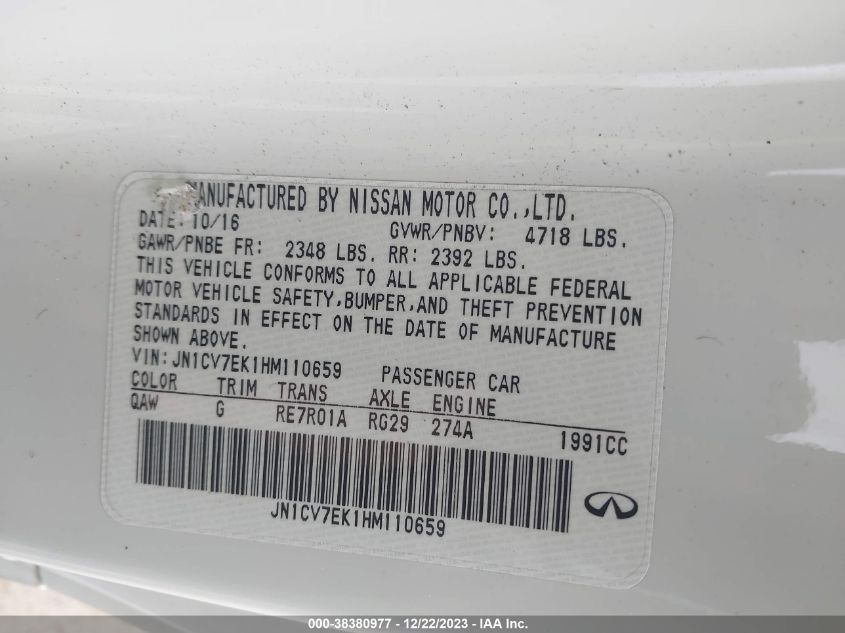 MANUFACTURED BY NISSAN MOTOR CO.,LTD.
DATE: 10/16 GVWR/PNBV: 4718 LBS.
GAWR/PNBE FR: 2348 LBS. RR: 2392 LBS.
THIS VEHICLE CONFORMS TO ALL APPLICABLE FEDERAL
MOTOR VEHICLE SAFETY,BUMPER,AND THEFT PREVENTION
STANDARDS IN EFFECT ON THE DATE OF MANUFACTURE
SHOWN ABOVE.
VIN:JN1CV7EK1HM110659 PASSENGER CAR
COLOR TRIM TRANS AXLE ENGINE
QAW G RE7R01A RG29 274A 1991CC
JN1CV7EK1HM110659
000-38380977 - 12/22/2023 - IAA Inc.